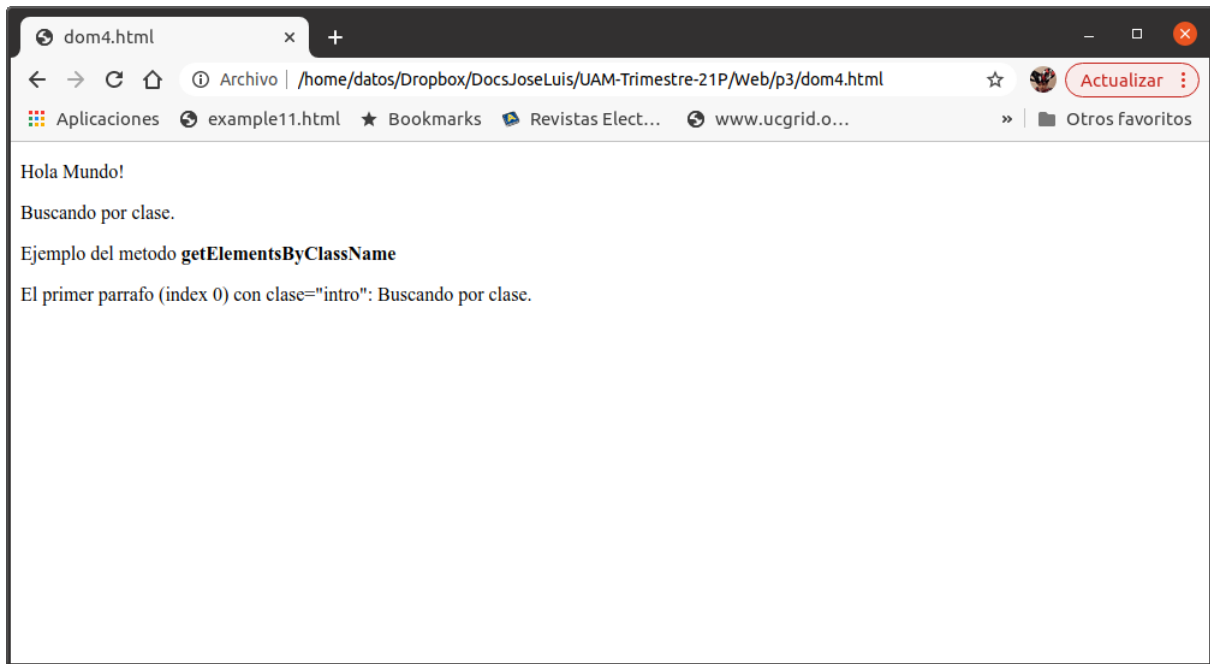 dom4.html
Archivo | /home/datos/Dropbox/DocsJoseLuis/UAM-Trimestre-21P/Web/p3/dom4.html Actualizar
Aplicaciones example11.html Bookmarks Revistas Elect... www.ucgrid.o... » Otros favoritos
Hola Mundo!
Buscando por clase.
Ejemplo del metodo getElementsByClassName
El primer parrafo (index 0) con clase="intro": Buscando por clase.